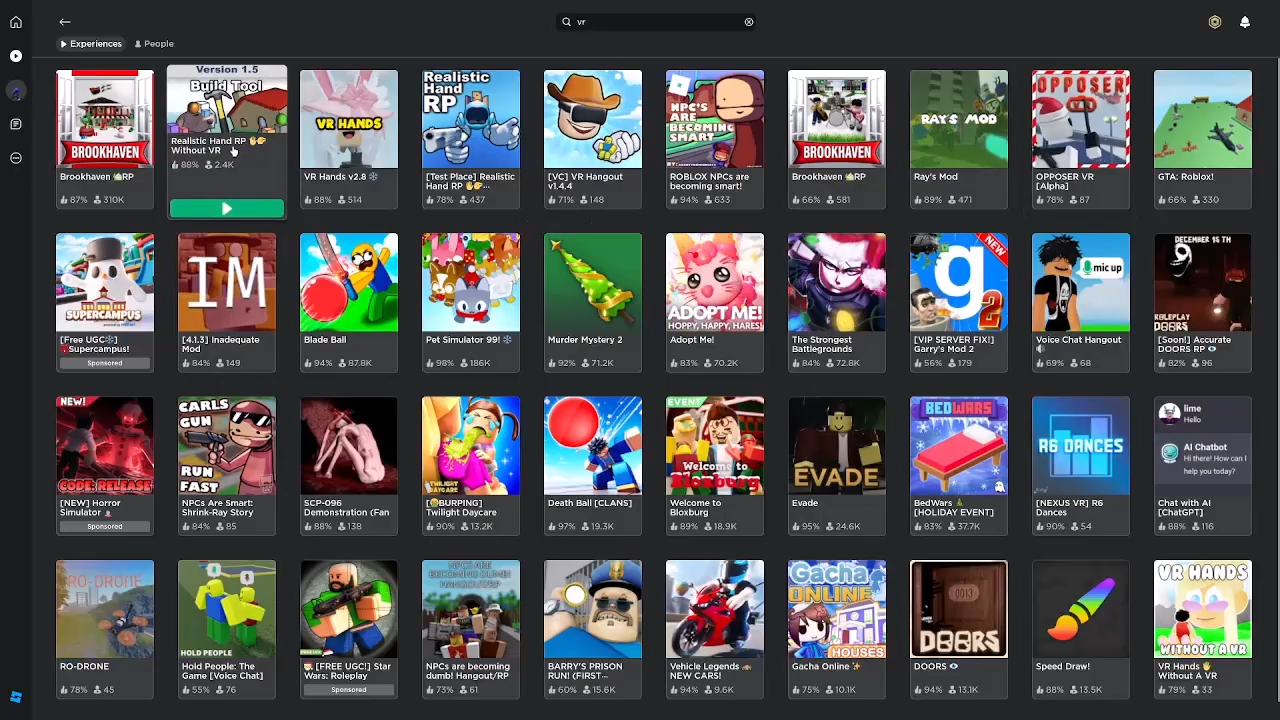 vr
Experiences
People
BROOKHAVEN
Brookhaven 🏡RP
87% 310K
Version 1.5
Build Tool
Realistic Hand RP 🖐👉
Without VR
88% 2.4K
VR HANDS
VR Hands v2.8 ❄️
88% 514
Realistic
Hand
RP
[Test Place] Realistic
Hand RP 🖐👉...
78% 437
[VC] VR Hangout
v1.4.4
71% 148
NPC'S
ARE
BECOMING
SMART
ROBLOX NPCs are
becoming smart!
94% 633
BROOKHAVEN
Brookhaven 🏡RP
66% 581
RAY'S MOD
Ray's Mod
89% 471
OPPOSER
OPPOSER VR
[Alpha]
78% 87
GTA: Roblox!
66% 330
SUPERCAMPUS
[Free UGC❄️]
Supercampus!
Sponsored
IM
[4.1.3] Inadequate
Mod
84% 149
Blade Ball
94% 87.8K
Pet Simulator 99! ❄️
98% 186K
Murder Mystery 2
92% 71.2K
ADOPT ME!
HOPPY, HAPPY, HARES!
Adopt Me!
83% 70.2K
The Strongest
Battlegrounds
84% 72.8K
NEW
g
2
[VIP SERVER FIX!]
Garry's Mod 2
56% 179
mic up
Voice Chat Hangout
🔊
69% 68
DECEMBER 15TH
ROLEPLAY
DOORS
[Soon!] Accurate
DOORS RP 👁
82% 96
NEW!
CODE: RELEASE
[NEW] Horror
Simulator
Sponsored
CARLS
GUN
RUN
FAST
NPCs Are Smart:
Shrink-Ray Story
84% 85
SCP-096
Demonstration (Fan
88% 138
TWILIGHT
DAYCARE
[🤮BURPING]
Twilight Daycare
90% 13.2K
Death Ball [CLANS]
97% 19.3K
EVENT
Welcome to
Bloxburg
Welcome to
Bloxburg
89% 18.9K
EVADE
Evade
95% 24.6K
BEDWARS
BedWars 🎄
[HOLIDAY EVENT]
83% 37.7K
R6 DANCES
[NEXUS VR] R6
Dances
90% 54
lime
Hello
AI Chatbot
Hi there! How can I
help you today?
Chat with AI
[ChatGPT]
88% 116
RO-DRONE
RO-DRONE
78% 45
HOLD PEOPLE
Hold People: The
Game [Voice Chat]
55% 76
🎅 [FREE UGC!] Star
Wars: Roleplay
Sponsored
NPCS ARE
BECOMING DUMB!
HANGOUT/RP
NPCs are becoming
dumb! Hangout/RP
73% 61
BARRY'S PRISON
RUN! (FIRST...
60% 15.6K
Vehicle Legends 🏎
NEW CARS!
94% 9.6K
Gacha
ONLINE
HOUSES
Gacha Online ✨
75% 10.1K
0013
DOORS
DOORS 👁
94% 13.1K
Speed Draw!
88% 13.5K
VR HANDS
WITHOUT A VR
VR Hands 🖐
Without A VR
79% 33